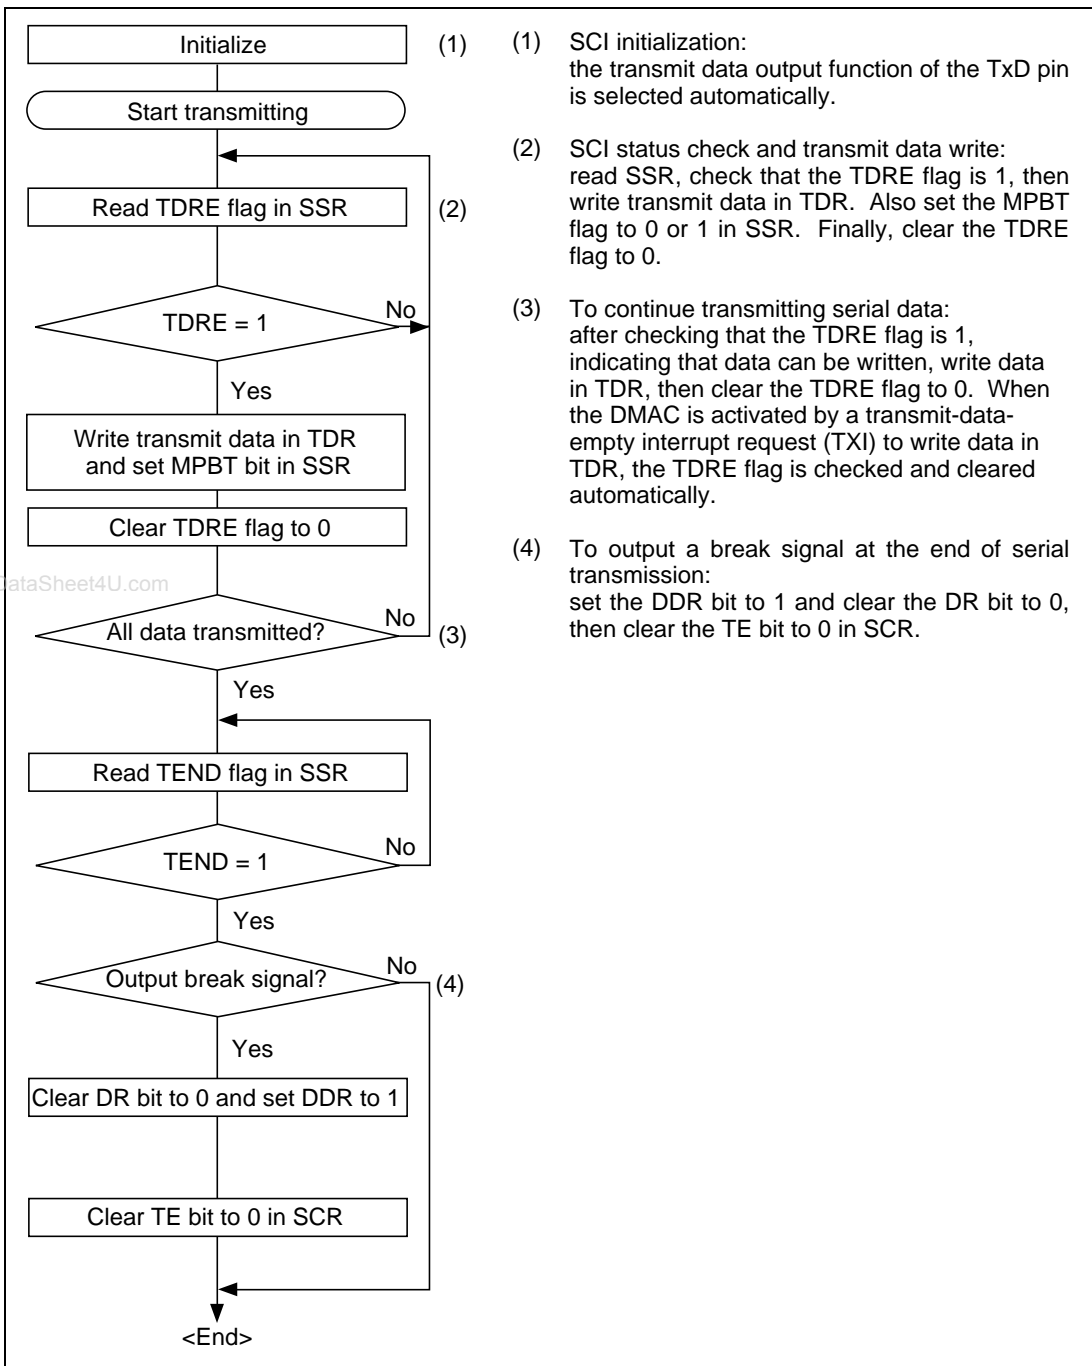 Initialize
(1)
Start transmitting
Read TDRE flag in SSR
(2)
TDRE = 1
No
Yes
Write transmit data in TDR
and set MPBT bit in SSR
Clear TDRE flag to 0
All data transmitted?
No
(3)
Yes
Read TEND flag in SSR
TEND = 1
No
Yes
Output break signal?
No
(4)
Yes
Clear DR bit to 0 and set DDR to 1
Clear TE bit to 0 in SCR
<End>
(1) SCI initialization:
the transmit data output function of the TxD pin
is selected automatically.
(2) SCI status check and transmit data write:
read SSR, check that the TDRE flag is 1, then
write transmit data in TDR. Also set the MPBT
flag to 0 or 1 in SSR. Finally, clear the TDRE
flag to 0.
(3) To continue transmitting serial data:
after checking that the TDRE flag is 1,
indicating that data can be written, write data
in TDR, then clear the TDRE flag to 0. When
the DMAC is activated by a transmit-data-
empty interrupt request (TXI) to write data in
TDR, the TDRE flag is checked and cleared
automatically.
(4) To output a break signal at the end of serial
transmission:
set the DDR bit to 1 and clear the DR bit to 0,
then clear the TE bit to 0 in SCR.
ataSheet4U.com